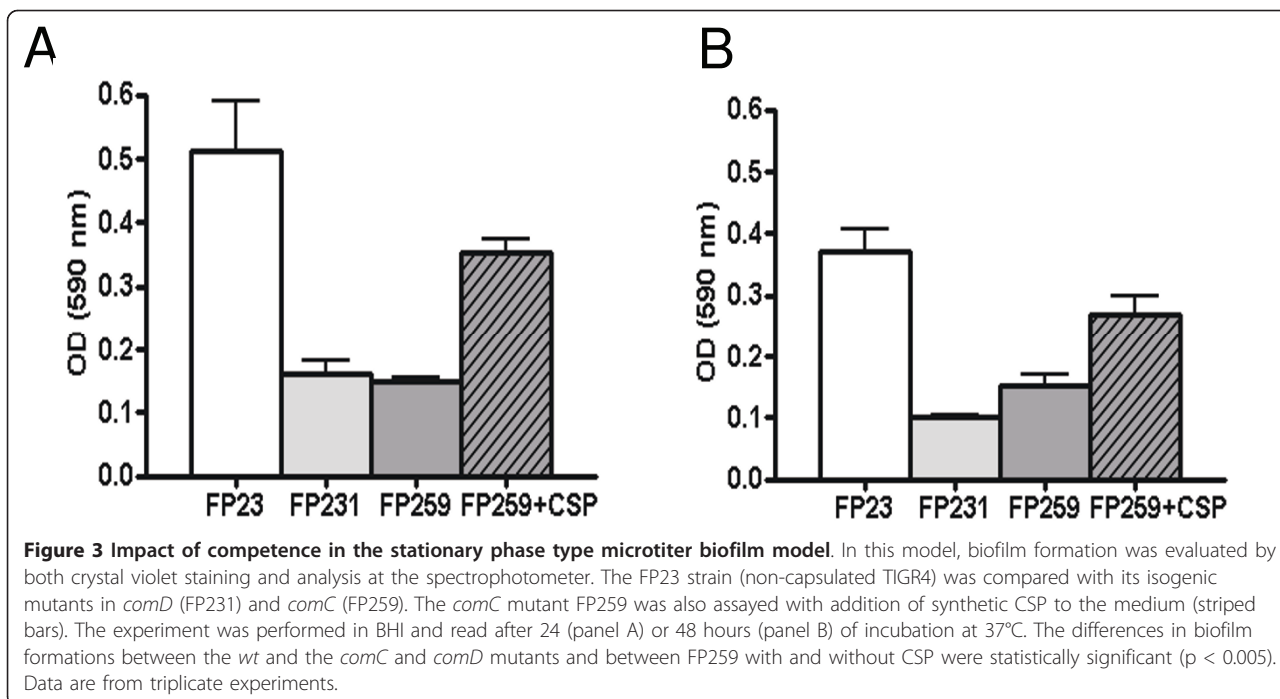 A
B
0.6
0.5
0.4
0.3
0.2
0.1
0.0
OD (590 nm)
FP23 FP231 FP259 FP259+CSP
0.6
0.5
0.4
0.3
0.2
0.1
0.0
OD (590 nm)
FP23 FP231 FP259 FP259+CSP
Figure 3 Impact of competence in the stationary phase type microtiter biofilm model. In this model, biofilm formation was evaluated by
both crystal violet staining and analysis at the spectrophotometer. The FP23 strain (non-capsulated TIGR4) was compared with its isogenic
mutants in comD (FP231) and comC (FP259). The comC mutant FP259 was also assayed with addition of synthetic CSP to the medium (striped
bars). The experiment was performed in BHI and read after 24 (panel A) or 48 hours (panel B) of incubation at 37°C. The differences in biofilm
formations between the wt and the comC and comD mutants and between FP259 with and without CSP were statistically significant (p < 0.005).
Data are from triplicate experiments.